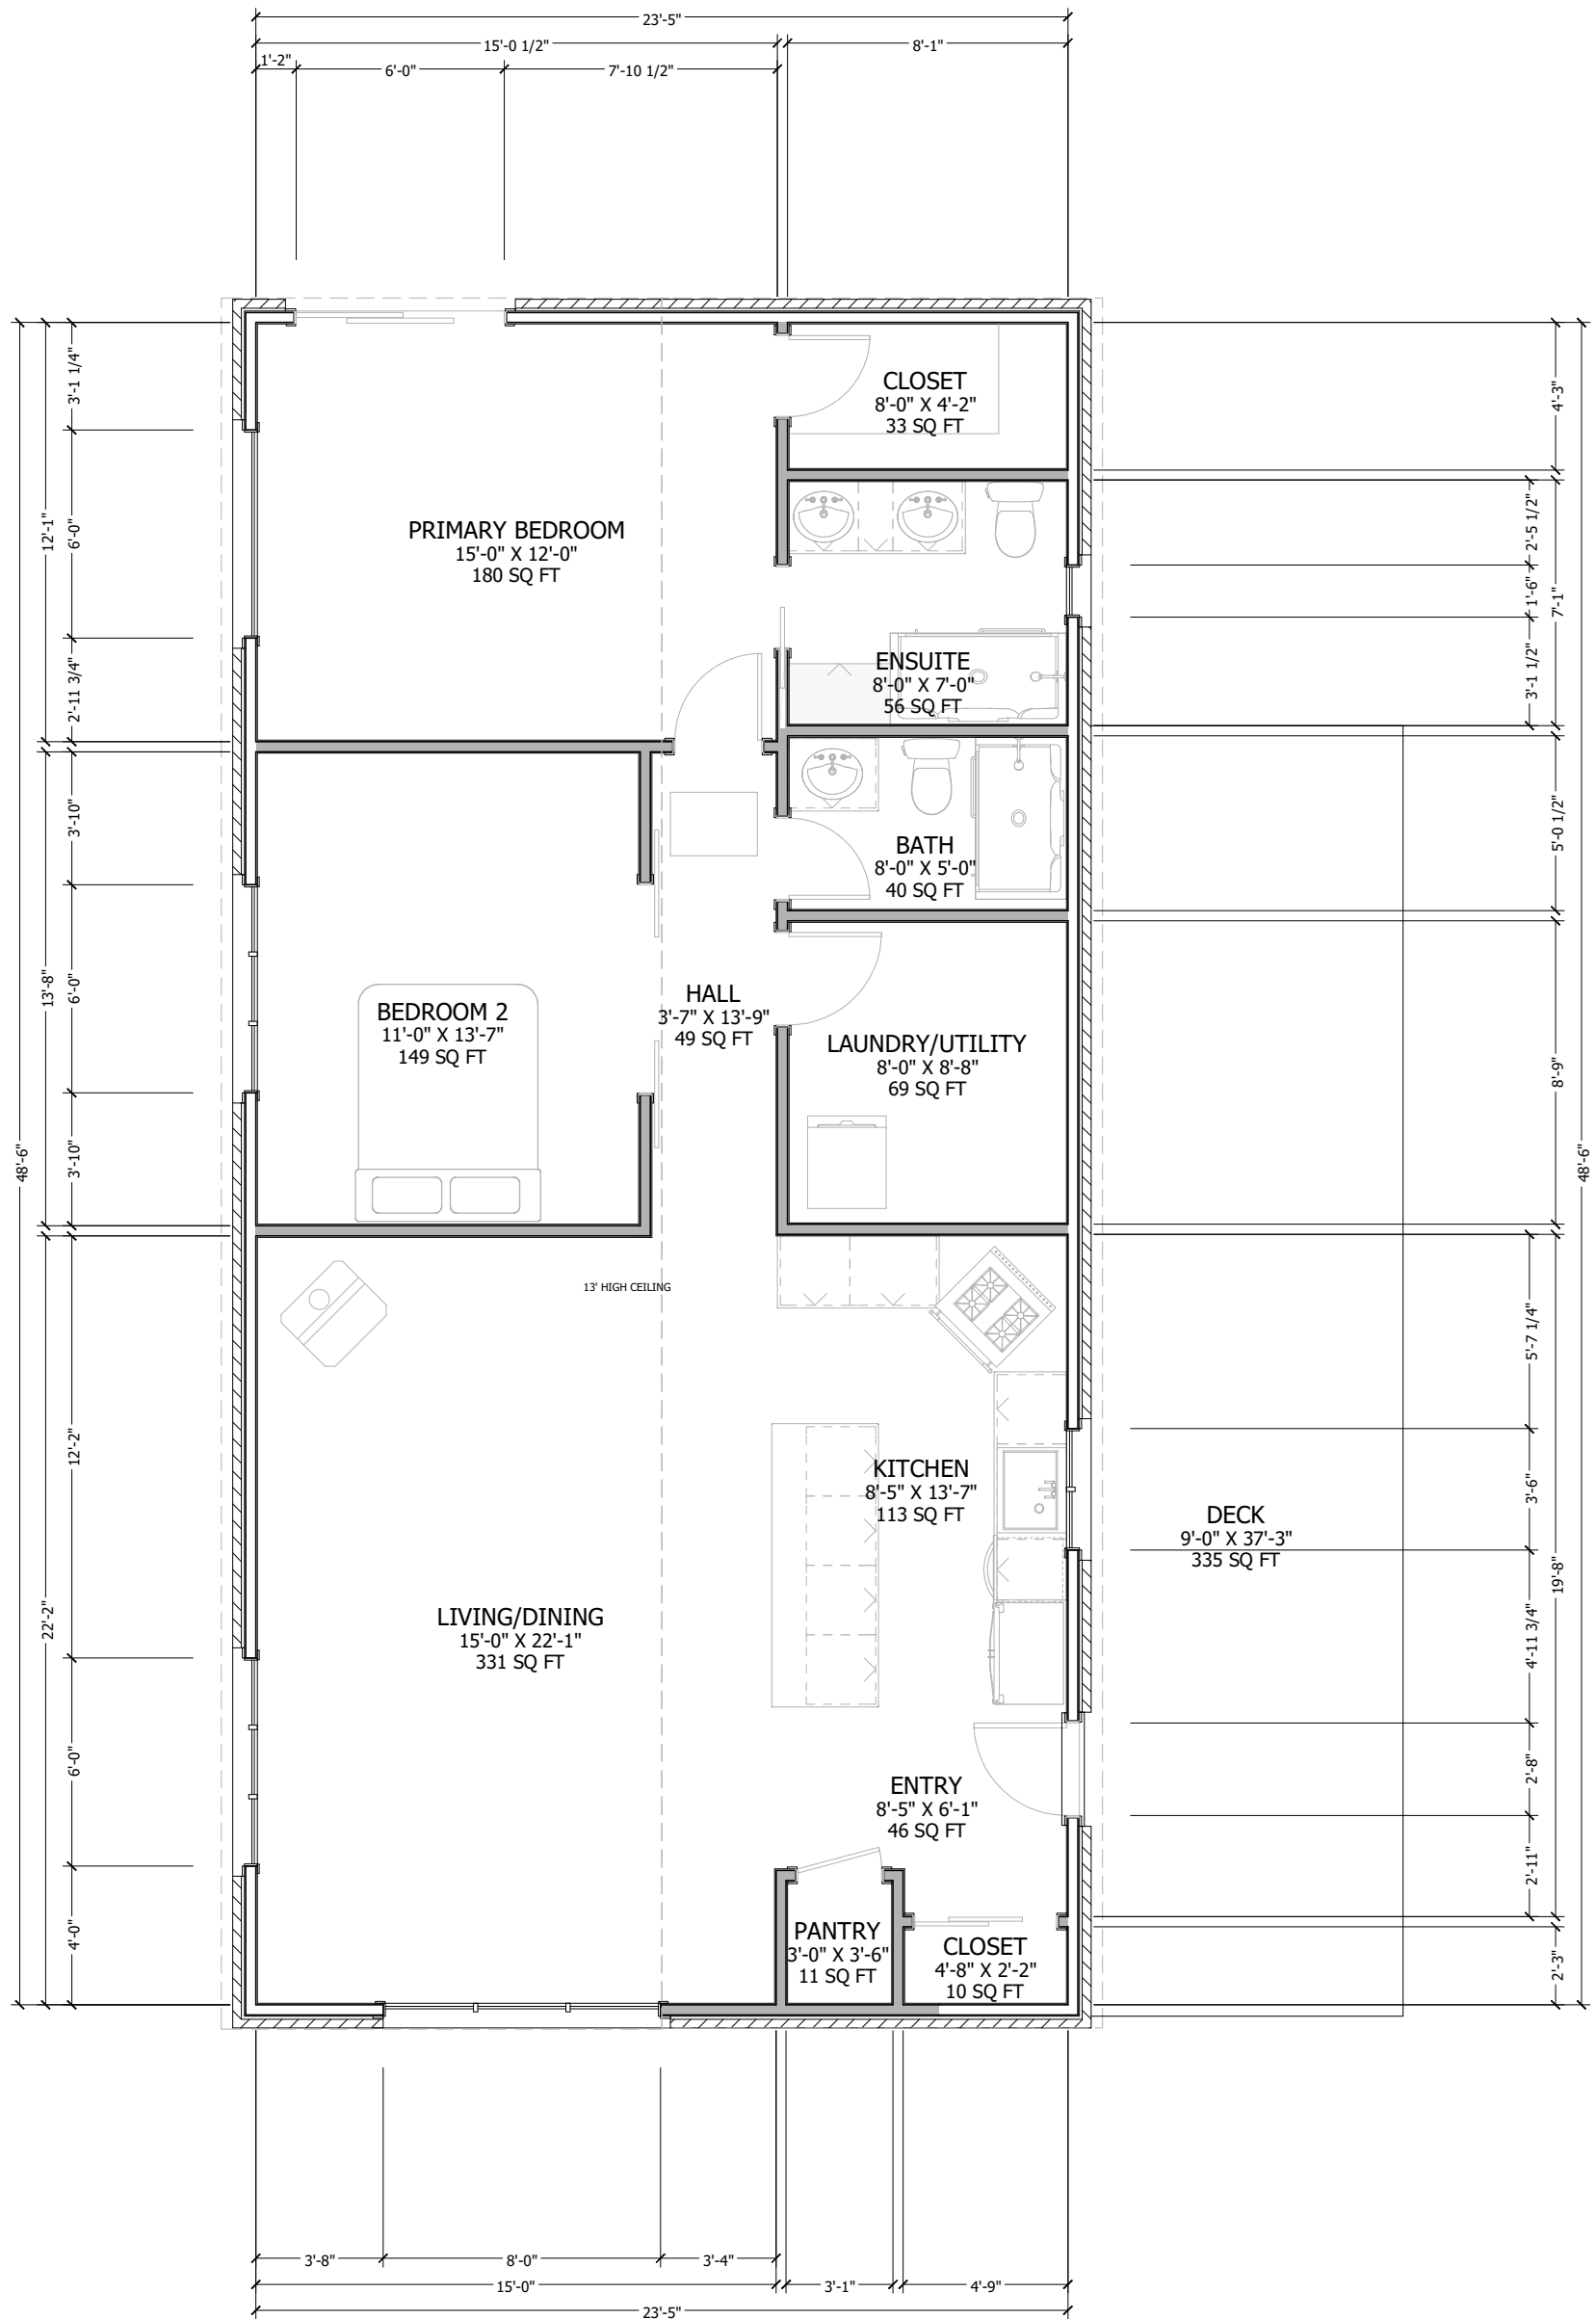 23'-5"
15'-0 1/2"
8'-1"
1'-2"
6'-0"
7'-10 1/2"
48'-6"
12'-1"
13'-8"
22'-2"
3'-1 1/4"
6'-0"
2'-11 3/4"
3'-10"
6'-0"
3'-10"
12'-2"
6'-0"
4'-0"
CLOSET
8'-0" X 4'-2"
33 SQ FT
PRIMARY BEDROOM
15'-0" X 12'-0"
180 SQ FT
ENSUITE
8'-0" X 7'-0"
56 SQ FT
BATH
8'-0" X 5'-0"
40 SQ FT
BEDROOM 2
11'-0" X 13'-7"
149 SQ FT
HALL
3'-7" X 13'-9"
49 SQ FT
LAUNDRY/UTILITY
8'-0" X 8'-8"
69 SQ FT
13' HIGH CEILING
KITCHEN
8'-5" X 13'-7"
113 SQ FT
DECK
9'-0" X 37'-3"
335 SQ FT
LIVING/DINING
15'-0" X 22'-1"
331 SQ FT
ENTRY
8'-5" X 6'-1"
46 SQ FT
PANTRY
3'-0" X 3'-6"
11 SQ FT
CLOSET
4'-8" X 2'-2"
10 SQ FT
2'-5 1/2"
1'-6"
3'-1 1/2"
5'-7 1/4"
3'-6"
4'-11 3/4"
2'-8"
2'-11"
4'-3"
7'-1"
5'-0 1/2"
8'-9"
19'-8"
2'-3"
48'-6"
3'-8"
8'-0"
3'-4"
15'-0"
3'-1"
4'-9"
23'-5"